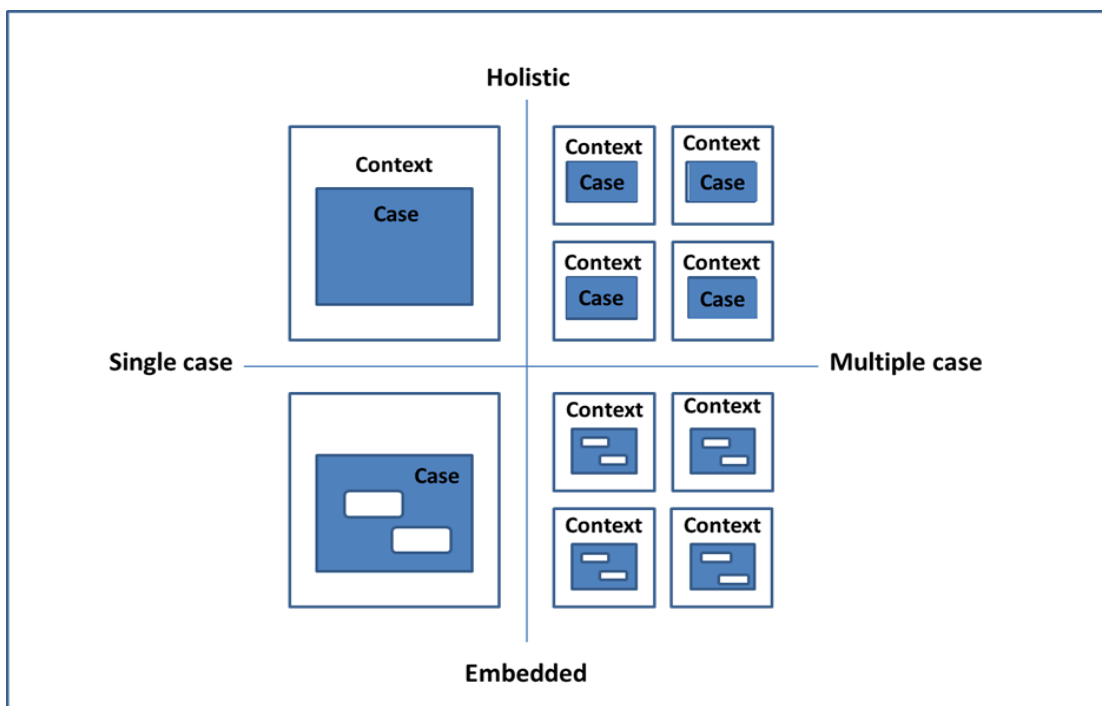 Holistic
Context
Case
Context
Context
Case
Case
Context
Context
Case
Case
Single case
Multiple case
Case
Context
Context
Context
Context
Embedded